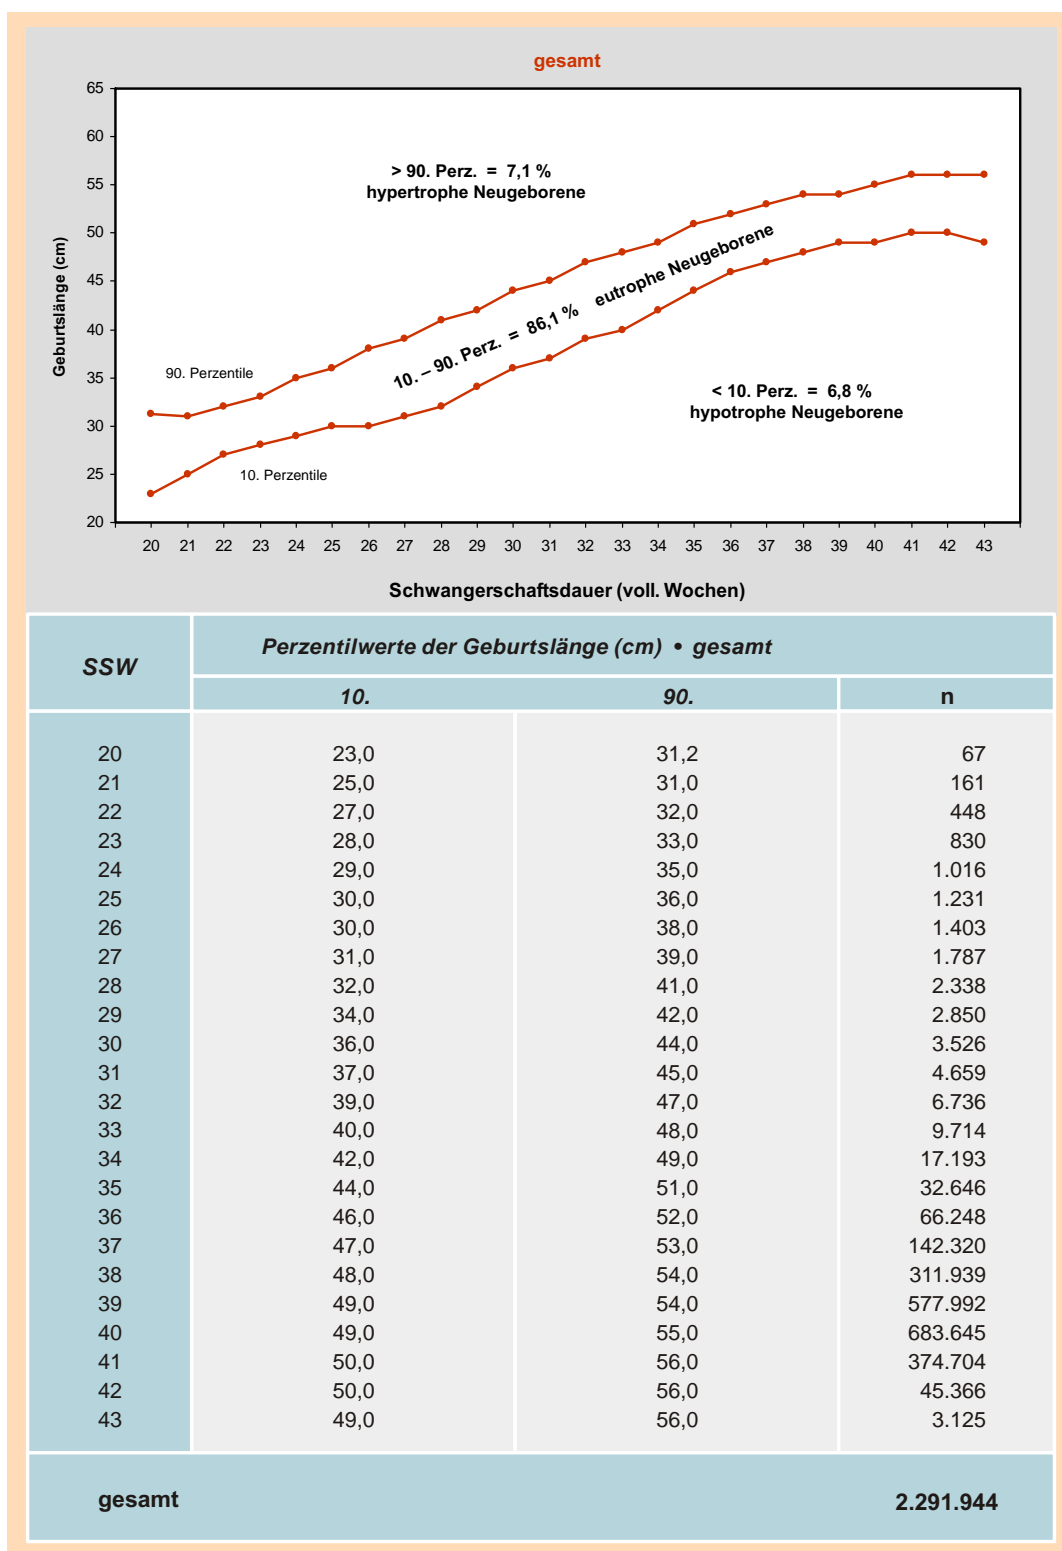 gesamt
65
60
55
50
45
40
35
30
25
20
Geburtslänge (cm)
> 90. Perz. = 7,1 %
hypertrophe Neugeborene
10. – 90. Perz. = 86,1 % eutrophe Neugeborene
90. Perzentile
< 10. Perz. = 6,8 %
hypotrophe Neugeborene
10. Perzentile
20 21 22 23 24 25 26 27 28 29 30 31 32 33 34 35 36 37 38 39 40 41 42 43
Schwangerschaftsdauer (voll. Wochen)
SSW Perzentilwerte der Geburtslänge (cm) • gesamt
10. 90. n
20 23,0 31,2 67
21 25,0 31,0 161
22 27,0 32,0 448
23 28,0 33,0 830
24 29,0 35,0 1.016
25 30,0 36,0 1.231
26 30,0 38,0 1.403
27 31,0 39,0 1.787
28 32,0 41,0 2.338
29 34,0 42,0 2.850
30 36,0 44,0 3.526
31 37,0 45,0 4.659
32 39,0 47,0 6.736
33 40,0 48,0 9.714
34 42,0 49,0 17.193
35 44,0 51,0 32.646
36 46,0 52,0 66.248
37 47,0 53,0 142.320
38 48,0 54,0 311.939
39 49,0 54,0 577.992
40 49,0 55,0 683.645
41 50,0 56,0 374.704
42 50,0 56,0 45.366
43 49,0 56,0 3.125
gesamt 2.291.944